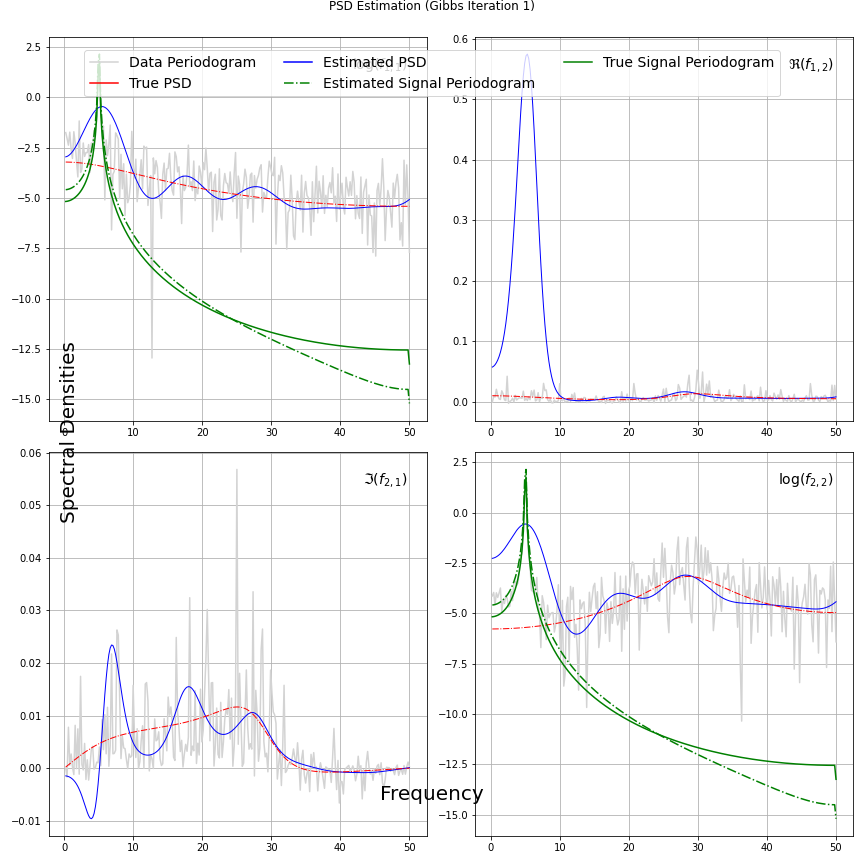 PSD Estimation (Gibbs Iteration 1)
Data Periodogram
True PSD
Estimated PSD
Estimated Signal Periodogram
True Signal Periodogram
2.5
0.0
−2.5
−5.0
−7.5
−10.0
−12.5
−15.0
0 10 20 30 40 50
ℜ(f1,2)
0.6
0.5
0.4
0.3
0.2
0.1
0.0
0 10 20 30 40 50
Spectral Densities
ℑ(f2,1)
0.06
0.05
0.04
0.03
0.02
0.01
0.00
−0.01
0 10 20 30 40 50
log(f2,2)
2.5
0.0
−2.5
−5.0
−7.5
−10.0
−12.5
−15.0
0 10 20 30 40 50
Frequency